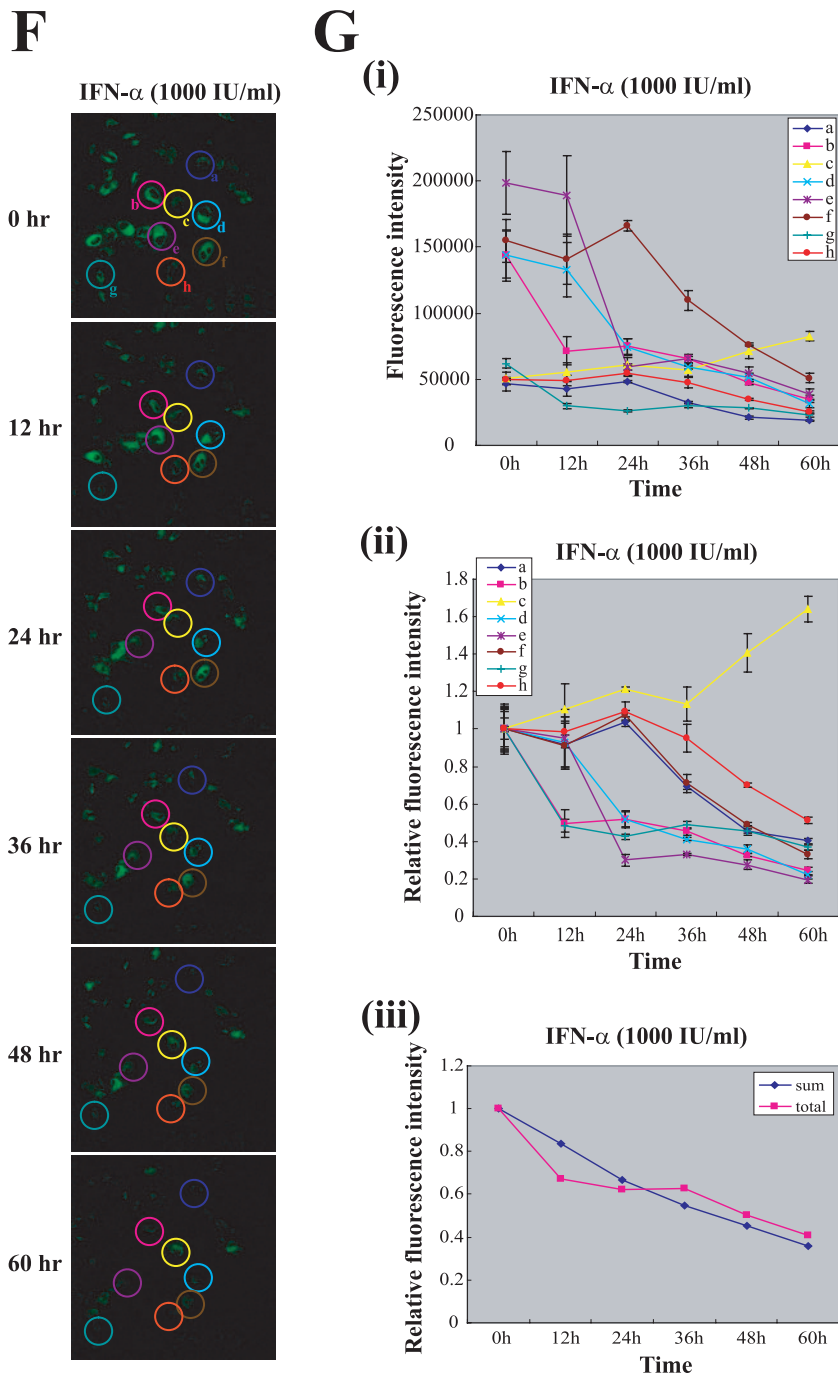 F
IFN-α (1000 IU/ml)
0 hr
a
b
c
d
e
f
g
h
12 hr
24 hr
36 hr
48 hr
60 hr
G
(i)
IFN-α (1000 IU/ml)
Fluorescence intensity
250000
200000
150000
100000
50000
0
0h 12h 24h 36h 48h 60h
Time
a
b
c
d
e
f
g
h
(ii)
IFN-α (1000 IU/ml)
Relative fluorescence intensity
1.8
1.6
1.4
1.2
1
0.8
0.6
0.4
0.2
0
0h 12h 24h 36h 48h 60h
Time
a
b
c
d
e
f
g
h
(iii)
IFN-α (1000 IU/ml)
Relative fluorescence intensity
1.2
1
0.8
0.6
0.4
0.2
0
0h 12h 24h 36h 48h 60h
Time
sum
total